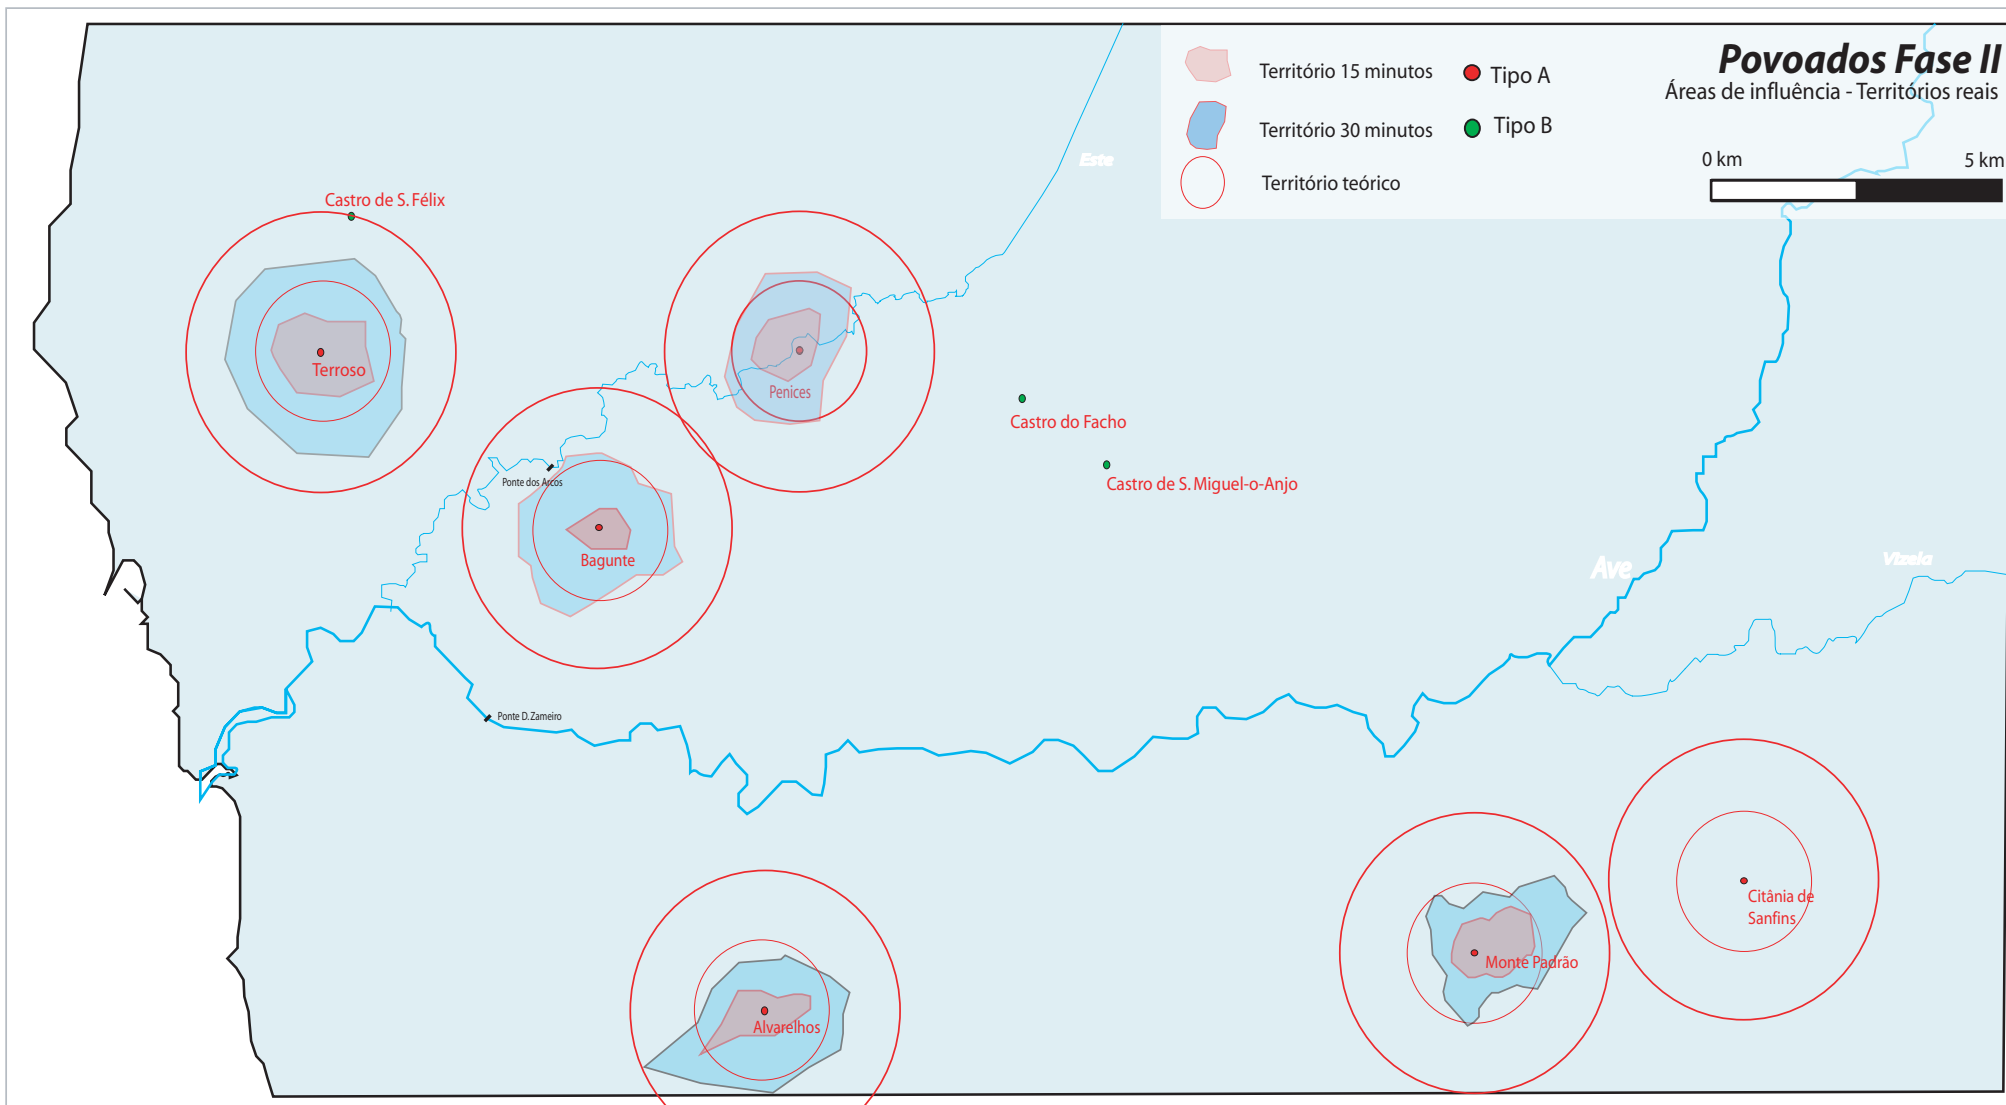 Povoados Fase II
Áreas de influência - Territórios reais
Território 15 minutos
Tipo A
Território 30 minutos
Tipo B
Território teórico
0 km
5 km
Este
Castro de S. Félix
Terroso
Penices
Castro do Facho
Castro de S. Miguel-o-Anjo
Ponte dos Arcos
Bagunte
Ave
Vizela
Ponte D. Zameiro
Citânia de
Sanfins
Monte Padrão
Alvarelhos